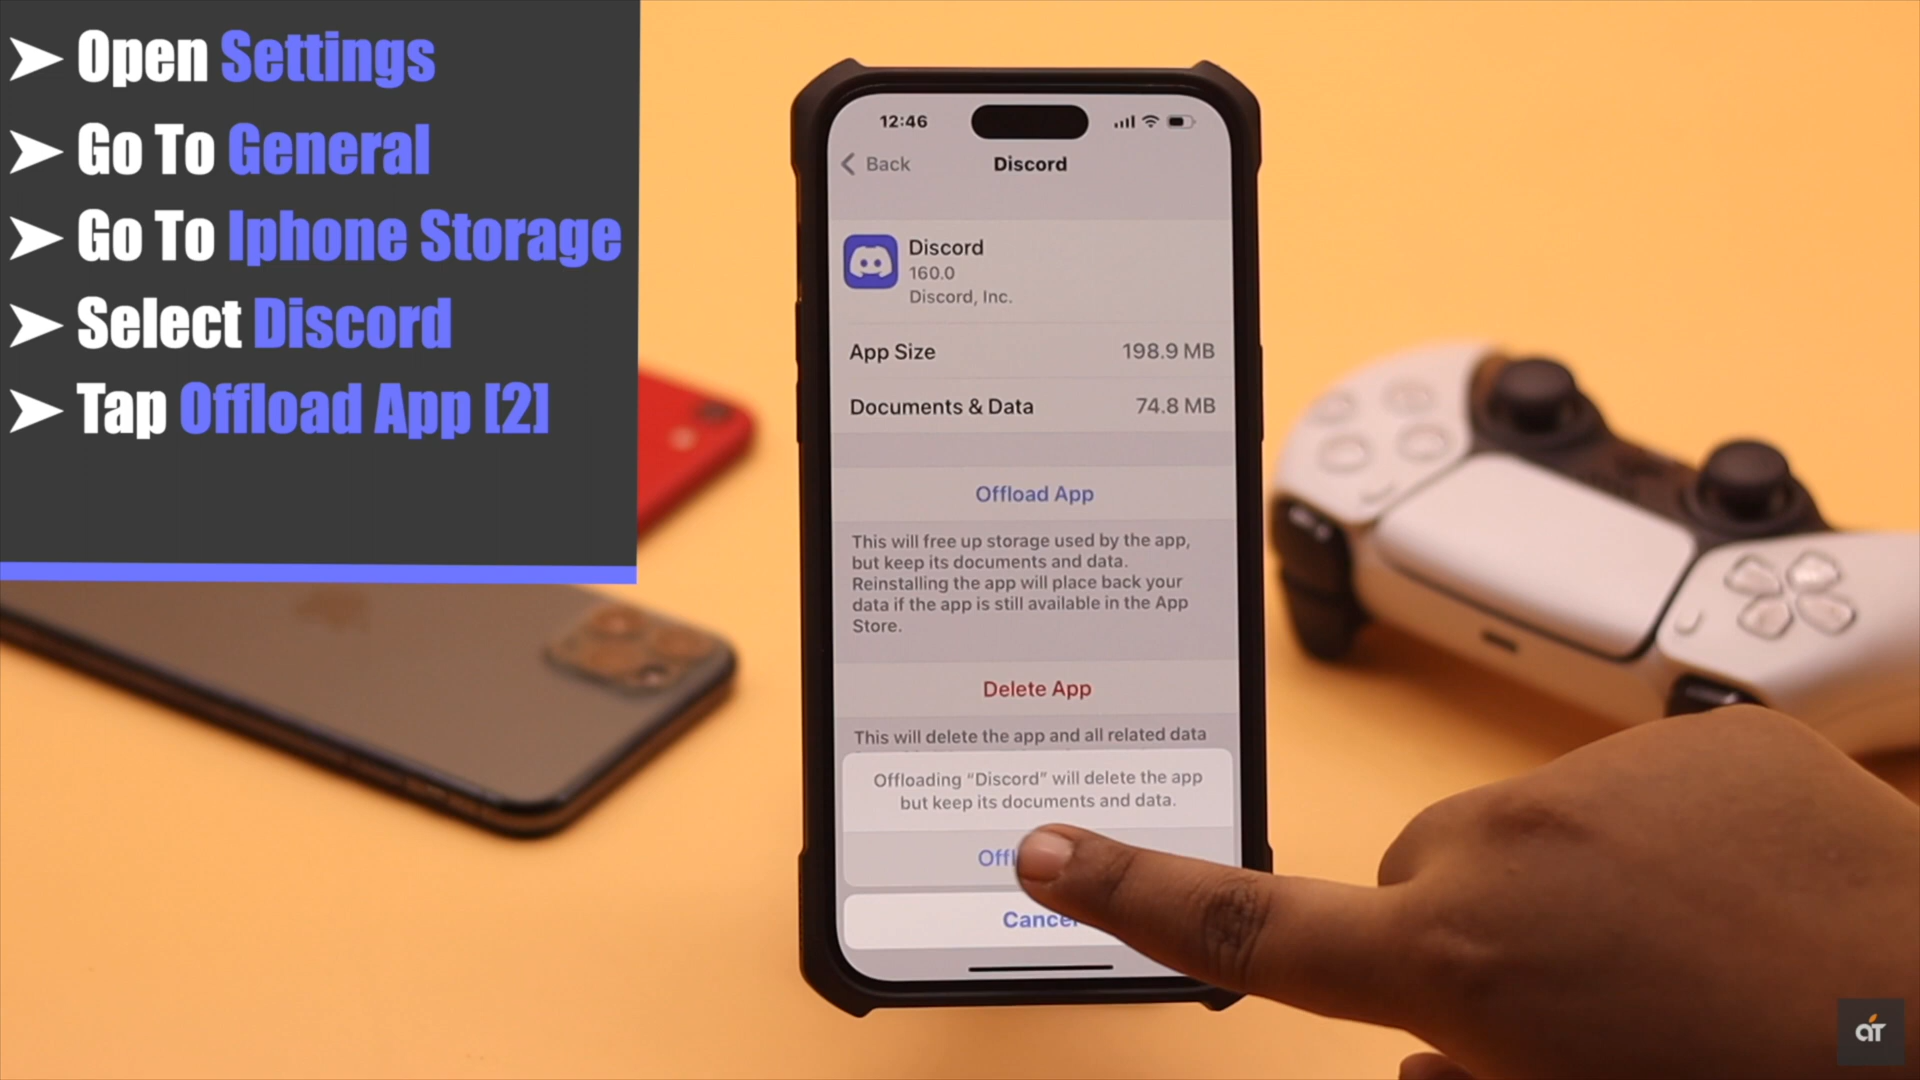 ➤ Open Settings
➤ Go To General
➤ Go To Iphone Storage
➤ Select Discord
➤ Tap Offload App [2]
12:46
Back
Discord
Discord
160.0
Discord, Inc.
App Size 198.9 MB
Documents & Data 74.8 MB
Offload App
This will free up storage used by the app,
but keep its documents and data.
Reinstalling the app will place back your
data if the app is still available in the App
Store.
Delete App
This will delete the app and all related data
Offloading “Discord” will delete the app
but keep its documents and data.
Cancel
aT